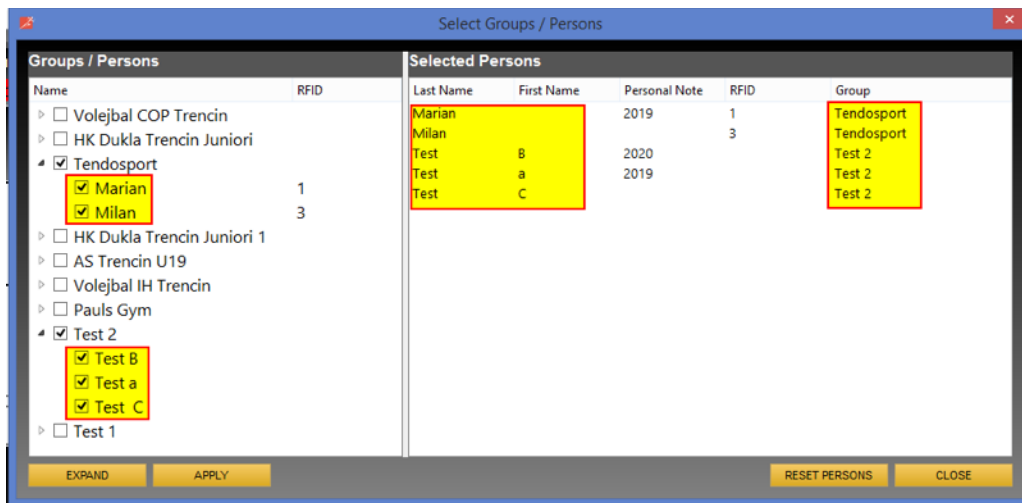 Select Groups / Persons
Groups / Persons
Name RFID
Volejbal COP Trencin
HK Dukla Trencin Juniori
Tendosport
Marian 1
Milan 3
HK Dukla Trencin Juniori 1
AS Trencin U19
Volejbal IH Trencin
Pauls Gym
Test 2
Test B
Test a
Test C
Test 1
Selected Persons
Last Name First Name Personal Note RFID Group
Marian 2019 1 Tendosport
Milan 3 Tendosport
Test B 2020 Test 2
Test a 2019 Test 2
Test C Test 2
EXPAND APPLY RESET PERSONS CLOSE